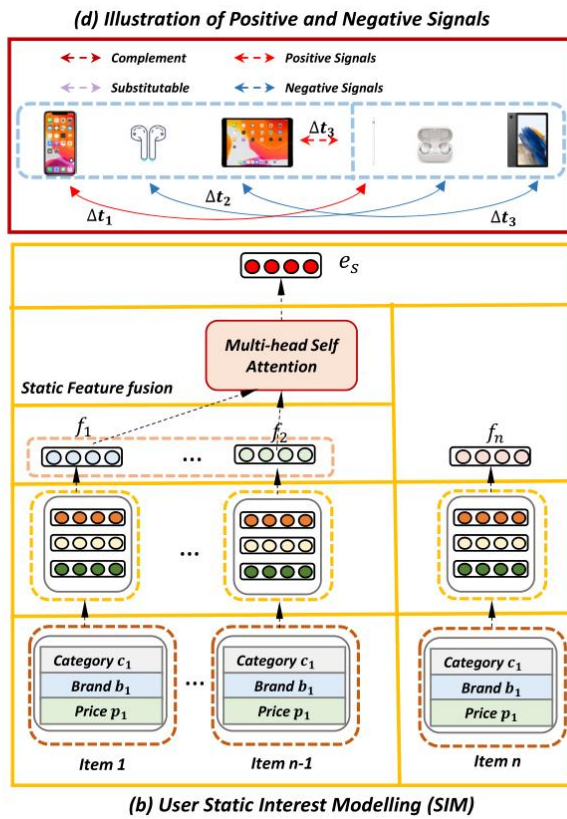 (d) Illustration of Positive and Negative Signals
Complement
Positive Signals
Substitutable
Negative Signals
Δt₃
Δt₁
Δt₂
Δt₃
eₛ
Multi-head Self
Attention
Static Feature fusion
f₁
...
f₂
fₙ
...
Category c₁
Brand b₁
Price p₁
...
Category c₁
Brand b₁
Price p₁
Category c₁
Brand b₁
Price p₁
Item 1
Item n-1
Item n
(b) User Static Interest Modelling (SIM)